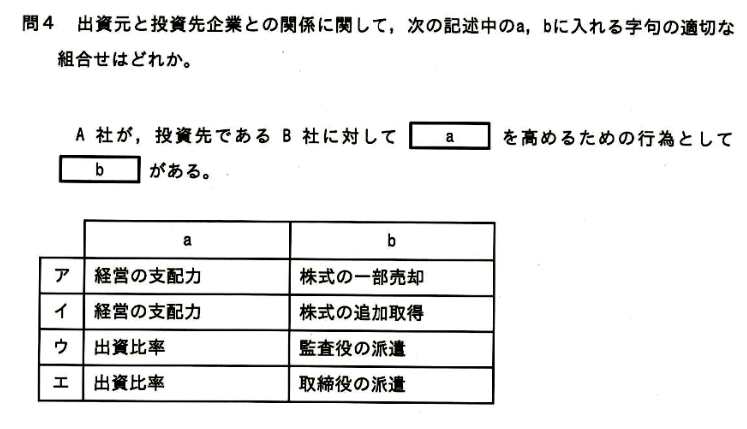 問4 出資元と投資先企業との関係に関して，次の記述中のa，bに入れる字句の適切な
組合せはどれか。
A 社が，投資先である B 社に対して a を高めるための行為として
b がある。
a b
ア 経営の支配力 株式の一部売却
イ 経営の支配力 株式の追加取得
ウ 出資比率 監査役の派遣
エ 出資比率 取締役の派遣